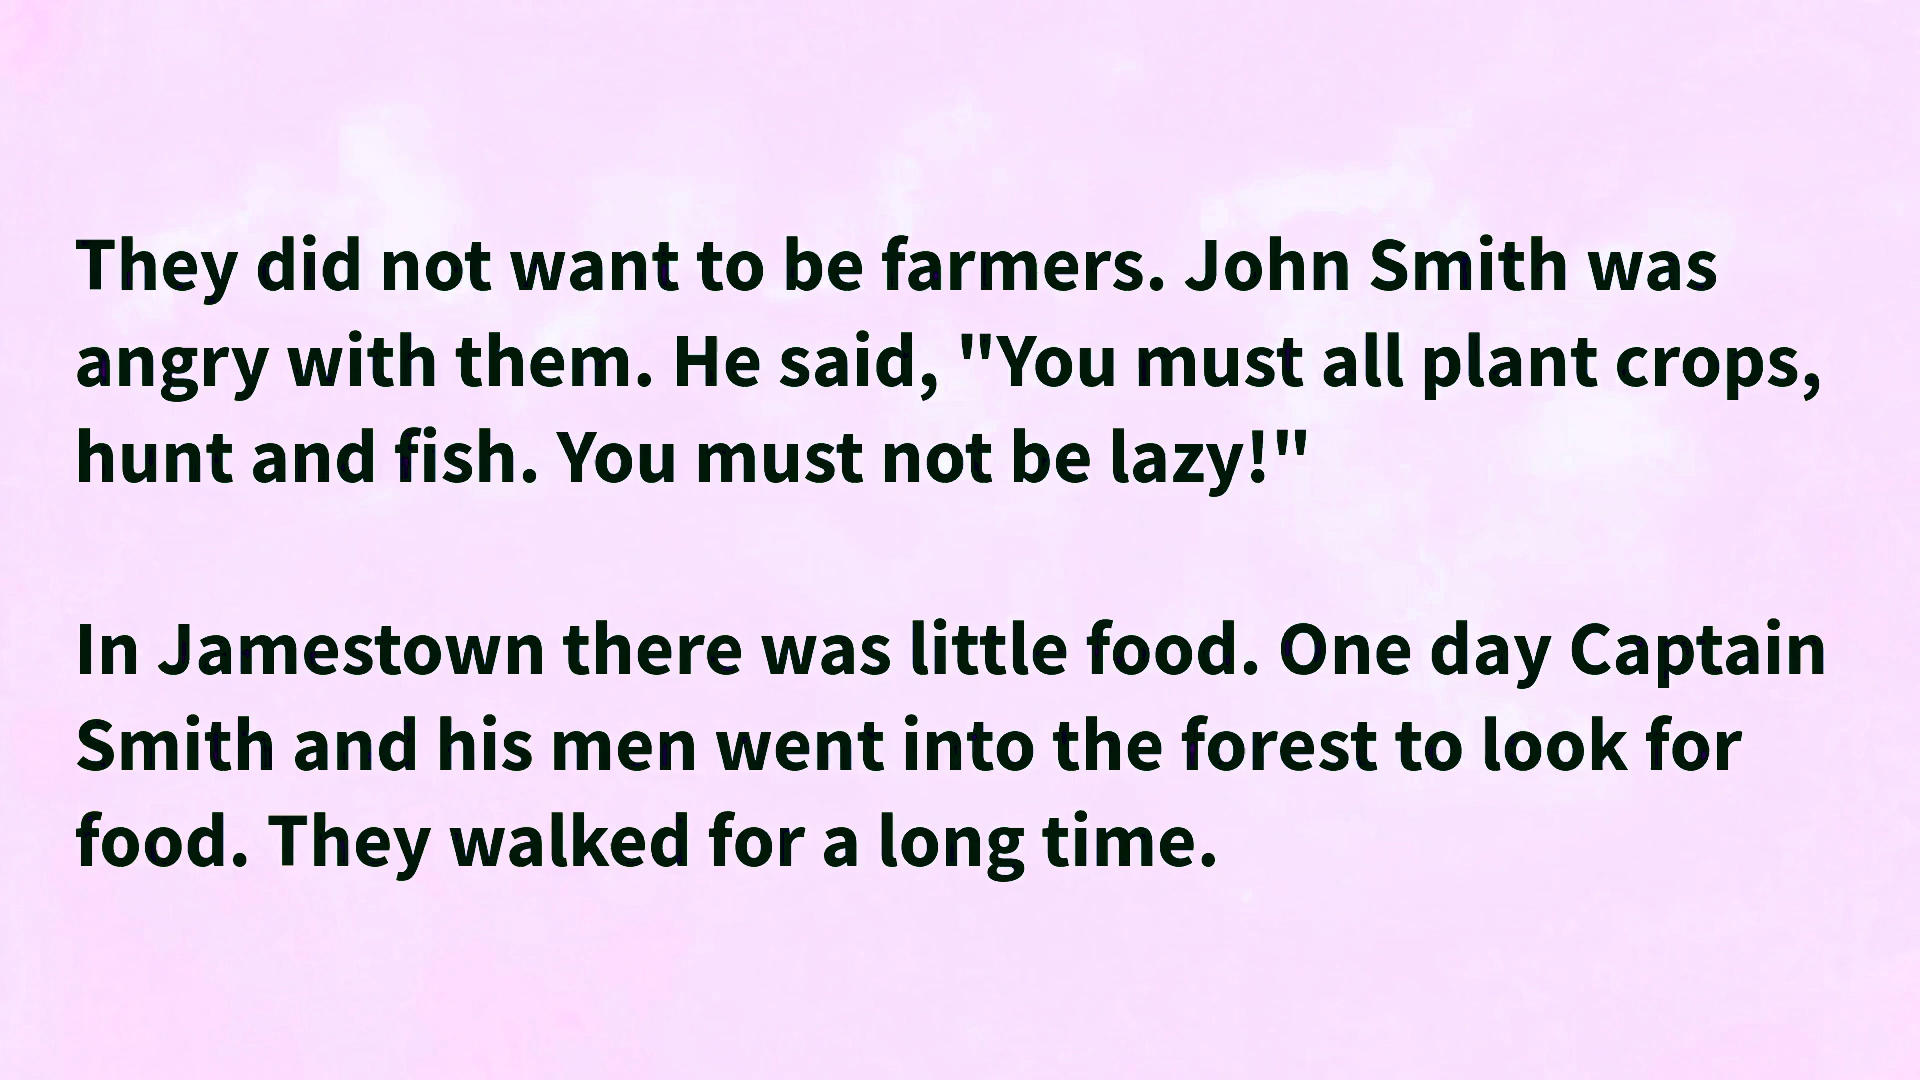 They did not want to be farmers. John Smith was
angry with them. He said, "You must all plant crops,
hunt and fish. You must not be lazy!"
In Jamestown there was little food. One day Captain
Smith and his men went into the forest to look for
food. They walked for a long time.